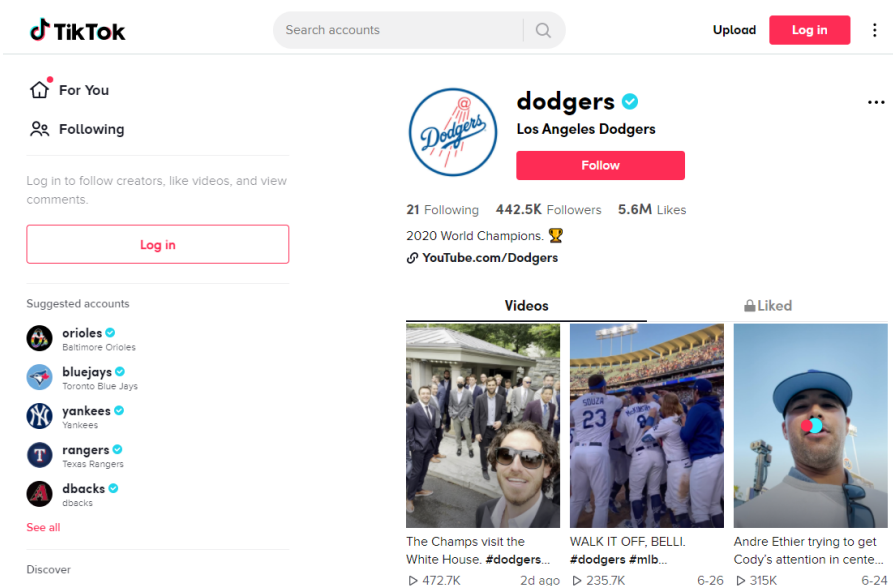 TikTok
Search accounts
Upload
Log in
For You
Following
Log in to follow creators, like videos, and view
comments.
Log in
Suggested accounts
orioles
Baltimore Orioles
bluejays
Toronto Blue Jays
yankees
Yankees
rangers
Texas Rangers
dbacks
dbacks
See all
Discover
Dodgers
dodgers
Los Angeles Dodgers
Follow
21 Following 442.5K Followers 5.6M Likes
2020 World Champions. 🏆
YouTube.com/Dodgers
Videos
Liked
SOUZA
23
The Champs visit the
White House. #dodgers...
472.7K 2d ago
WALK IT OFF, BELLI.
#dodgers #mlb...
235.7K 6-26
Andre Ethier trying to get
Cody's attention in cente...
315K 6-24